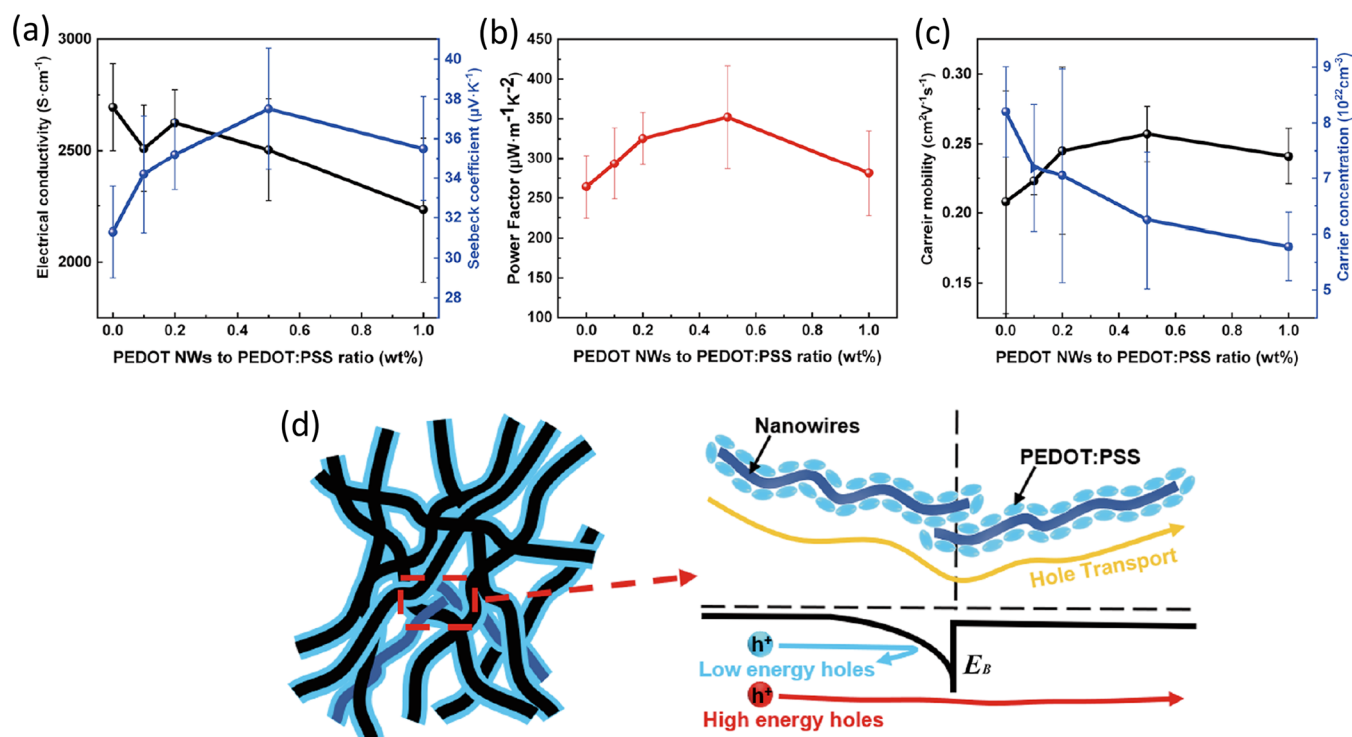 (a)
3000
2500
2000
Electrical conductivity (S·cm⁻¹)
40
38
36
34
32
30
28
Seebeck coefficient (µV·K⁻¹)
0.0 0.2 0.4 0.6 0.8 1.0
PEDOT NWs to PEDOT:PSS ratio (wt%)
(b)
450
400
350
300
250
200
150
100
Power Factor (µW·m⁻¹K⁻²)
0.0 0.2 0.4 0.6 0.8 1.0
PEDOT NWs to PEDOT:PSS ratio (wt%)
(c)
0.30
0.25
0.20
0.15
Carreir mobility (cm²V⁻¹s⁻¹)
9
8
7
6
5
Carrier concentration (10²²cm⁻³)
0.0 0.2 0.4 0.6 0.8 1.0
PEDOT NWs to PEDOT:PSS ratio (wt%)
(d)
Nanowires
PEDOT:PSS
Hole Transport
h⁺
Low energy holes
E_B
h⁺
High energy holes